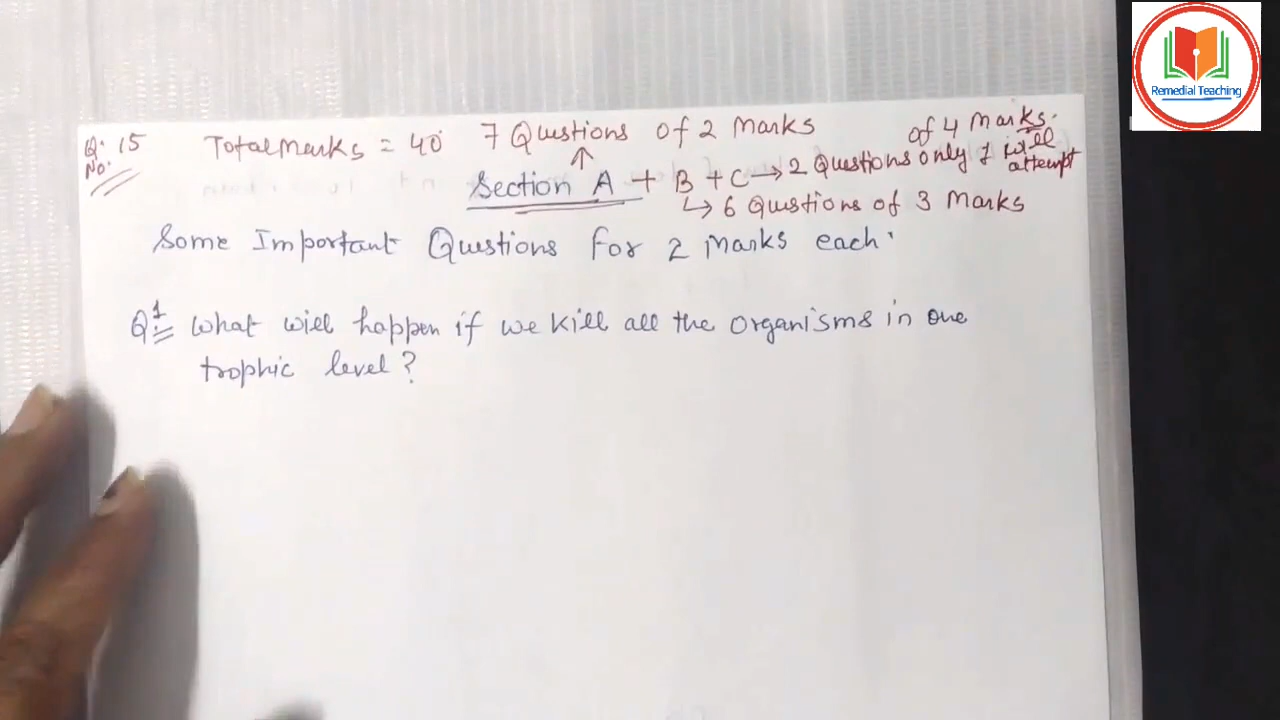 Q. 15
No.
Total Marks = 40 7 Questions of 2 Marks of 4 Marks.
Section A + B + C → 2 Questions only 1 will attempt
↳ 6 Questions of 3 Marks
Some Important Questions for 2 Marks each.
Q1 What will happen if we kill all the organisms in one
trophic level?
Remedial Teaching